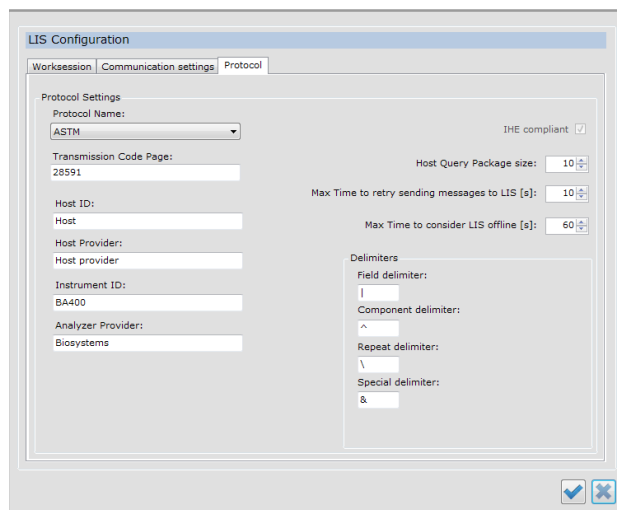 LIS Configuration
Worksession Communication settings Protocol
Protocol Settings
Protocol Name:
ASTM
Transmission Code Page:
28591
Host ID:
Host
Host Provider:
Host provider
Instrument ID:
BA400
Analyzer Provider:
Biosystems
IHE compliant
Host Query Package size: 10
Max Time to retry sending messages to LIS [s]: 10
Max Time to consider LIS offline [s]: 60
Delimiters
Field delimiter:
|
Component delimiter:
^
Repeat delimiter:
\
Special delimiter:
&